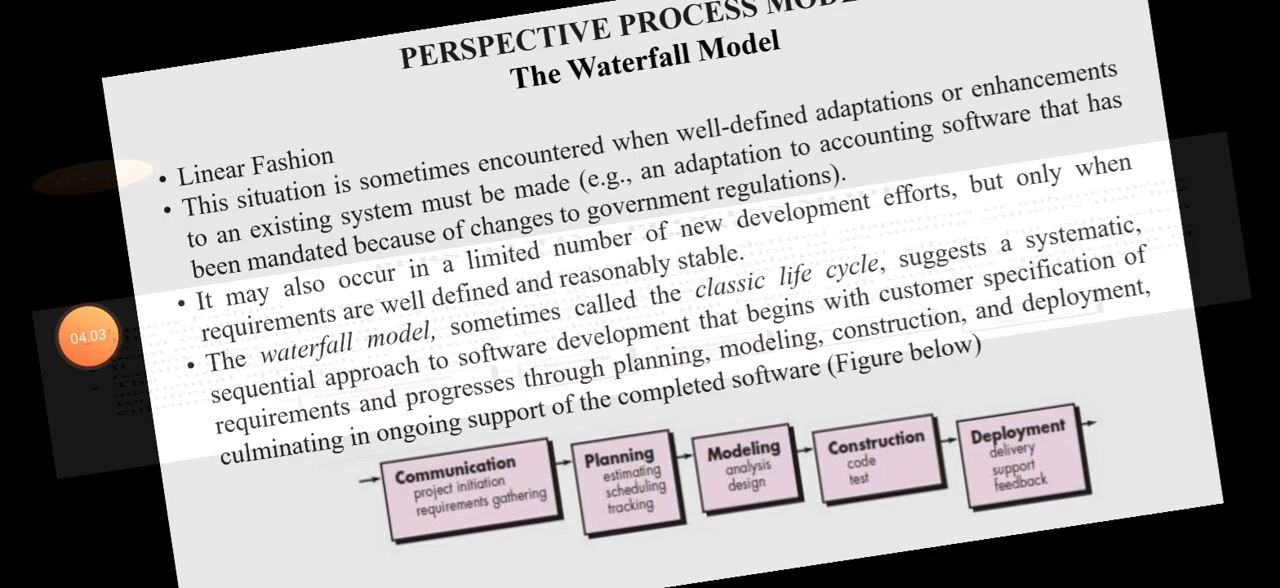 PERSPECTIVE PROCESS
The Waterfall Model
• Linear Fashion
• This situation is sometimes encountered when well-defined adaptations or enhancements
to an existing system must be made (e.g., an adaptation to accounting software that has
been mandated because of changes to government regulations).
• It may also occur in a limited number of new development efforts, but only when
requirements are well defined and reasonably stable.
• The waterfall model, sometimes called the classic life cycle, suggests a systematic,
sequential approach to software development that begins with customer specification of
requirements and progresses through planning, modeling, construction, and deployment,
culminating in ongoing support of the completed software (Figure below)
04:03
Communication
project initiation
requirements gathering
Planning
estimating
scheduling
tracking
Modeling
analysis
design
Construction
code
test
Deployment
delivery
support
feedback